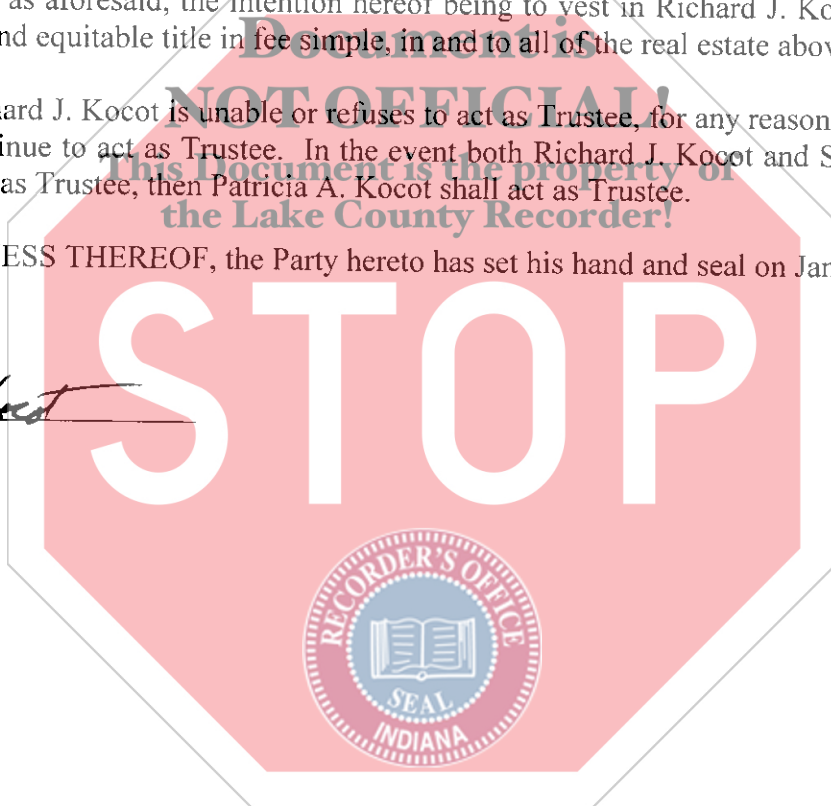 as aforesaid, the intention hereof being to vest in Richard J. Ko
Document is
nd equitable title in fee simple, in and to all of the real estate abov
NOT OFFICIAL!
ard J. Kocot is unable or refuses to act as Trustee, for any reason
inue to act as Trustee. In the event both Richard J. Kocot and S
This Document is the property of
as Trustee, then Patricia A. Kocot shall act as Trustee.
the Lake County Recorder!
ESS THEREOF, the Party hereto has set his hand and seal on Jan
ocot
STOP
RECORDER'S OFFICE
SEAL
INDIANA